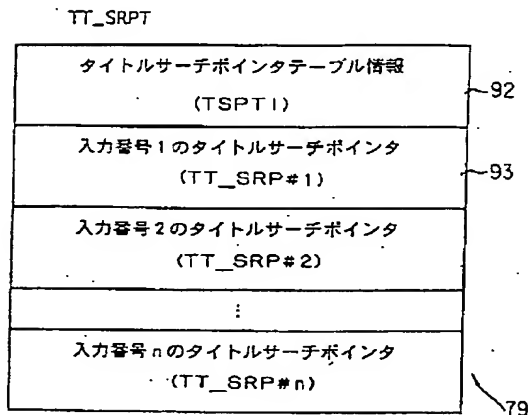 TT_SRPT
タイトルサーチポインタテーブル情報
(TSPTI)
92
入力番号1のタイトルサーチポインタ
(TT_SRP#1)
93
入力番号2のタイトルサーチポインタ
(TT_SRP#2)
⋮
入力番号nのタイトルサーチポインタ
(TT_SRP#n)
79